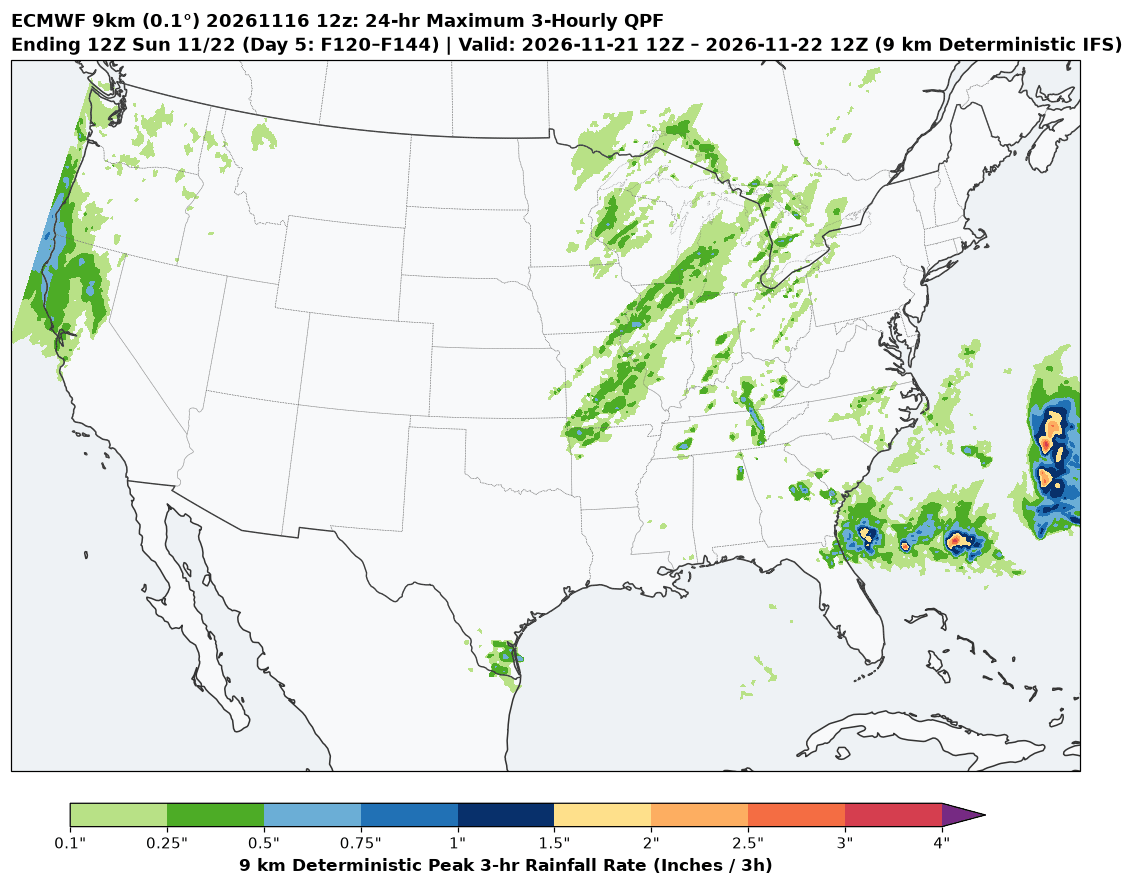 ECMWF 9km (0.1°) 20261116 12z: 24-hr Maximum 3-Hourly QPF
Ending 12Z Sun 11/22 (Day 5: F120–F144) | Valid: 2026-11-21 12Z – 2026-11-22 12Z (9 km Deterministic IFS)
0.1" 0.25" 0.5" 0.75" 1" 1.5" 2" 2.5" 3" 4"
9 km Deterministic Peak 3-hr Rainfall Rate (Inches / 3h)